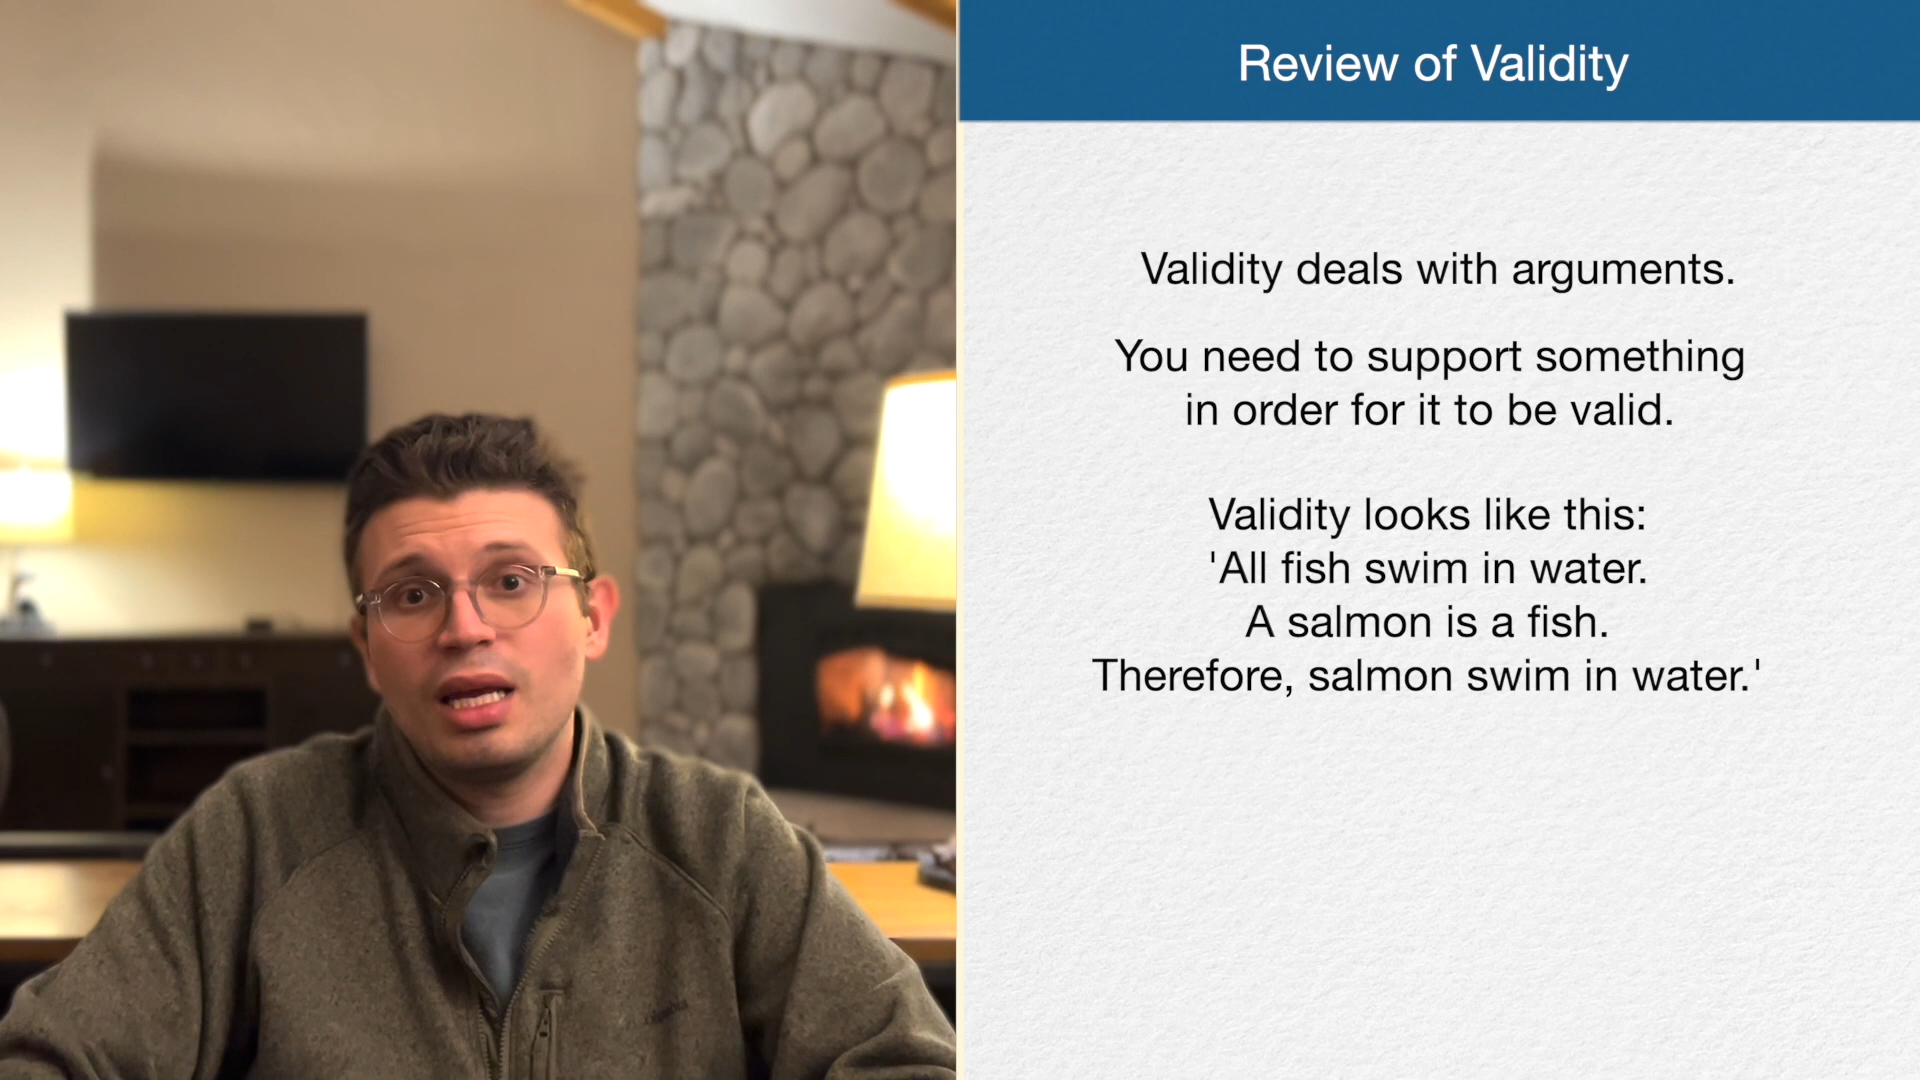 Review of Validity
Validity deals with arguments.
You need to support something
in order for it to be valid.
Validity looks like this:
'All fish swim in water.
A salmon is a fish.
Therefore, salmon swim in water.'